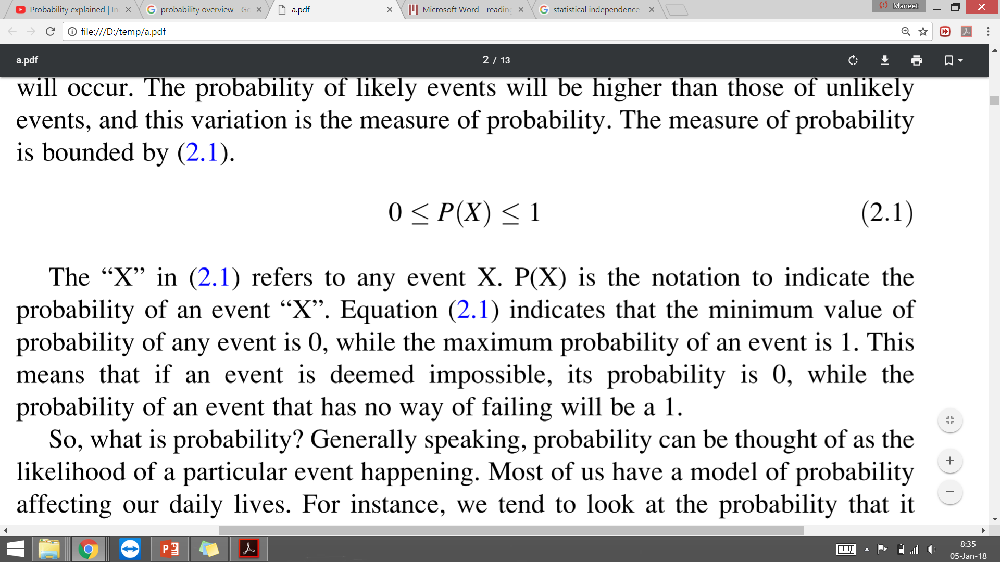 Probability explained | In
probability overview - Go
a.pdf
Microsoft Word - reading
statistical independence
Maneet
file:///D:/temp/a.pdf
a.pdf
2 / 13
will occur. The probability of likely events will be higher than those of unlikely
events, and this variation is the measure of probability. The measure of probability
is bounded by (2.1).
0 ≤ P(X) ≤ 1 (2.1)
The “X” in (2.1) refers to any event X. P(X) is the notation to indicate the
probability of an event “X”. Equation (2.1) indicates that the minimum value of
probability of any event is 0, while the maximum probability of an event is 1. This
means that if an event is deemed impossible, its probability is 0, while the
probability of an event that has no way of failing will be a 1.
So, what is probability? Generally speaking, probability can be thought of as the
likelihood of a particular event happening. Most of us have a model of probability
affecting our daily lives. For instance, we tend to look at the probability that it
8:35
05-Jan-18